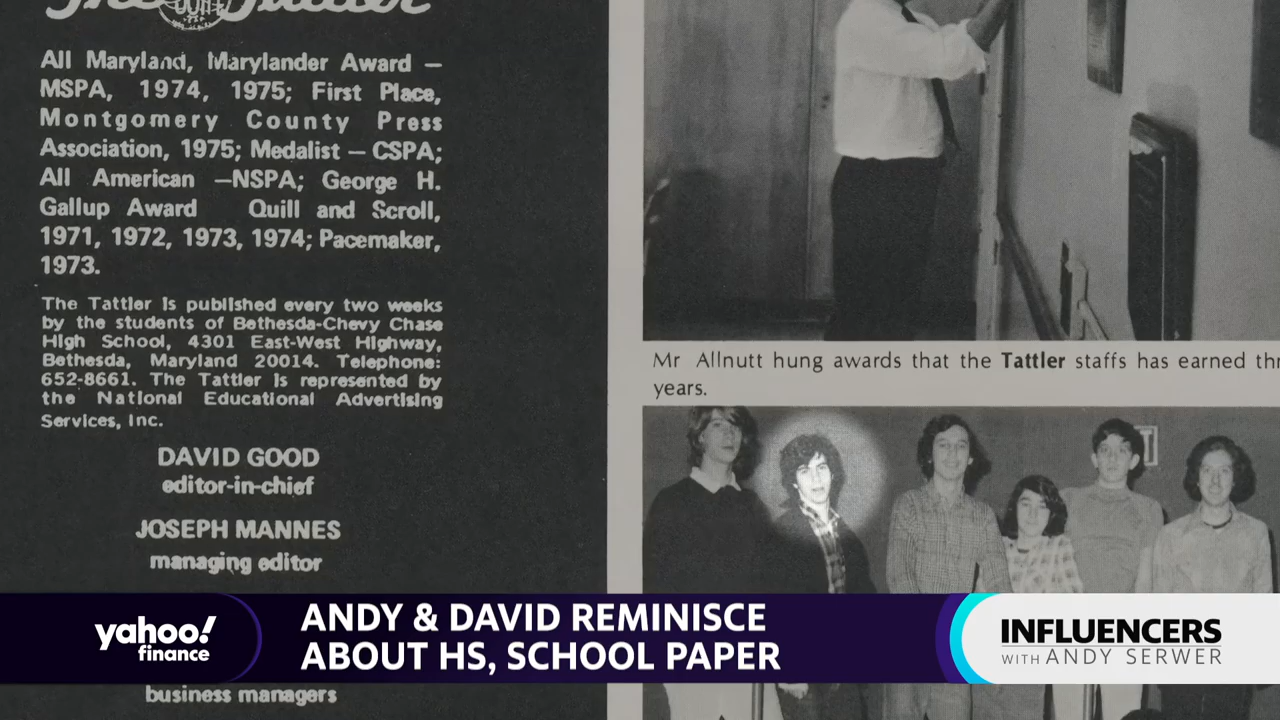 The Tattler
All Maryland, Marylander Award —
MSPA, 1974, 1975; First Place,
Montgomery County Press
Association, 1975; Medalist — CSPA;
All American —NSPA; George H.
Gallup Award Quill and Scroll,
1971, 1972, 1973, 1974; Pacemaker,
1973.
The Tattler is published every two weeks
by the students of Bethesda-Chevy Chase
High School, 4301 East-West Highway,
Bethesda, Maryland 20014. Telephone:
652-8661. The Tattler is represented by
the National Educational Advertising
Services, Inc.
DAVID GOOD
editor-in-chief
JOSEPH MANNES
managing editor
business managers
Mr Allnutt hung awards that the Tattler staffs has earned
years.
yahoo!
finance
ANDY & DAVID REMINISCE
ABOUT HS, SCHOOL PAPER
INFLUENCERS
WITH ANDY SERWER